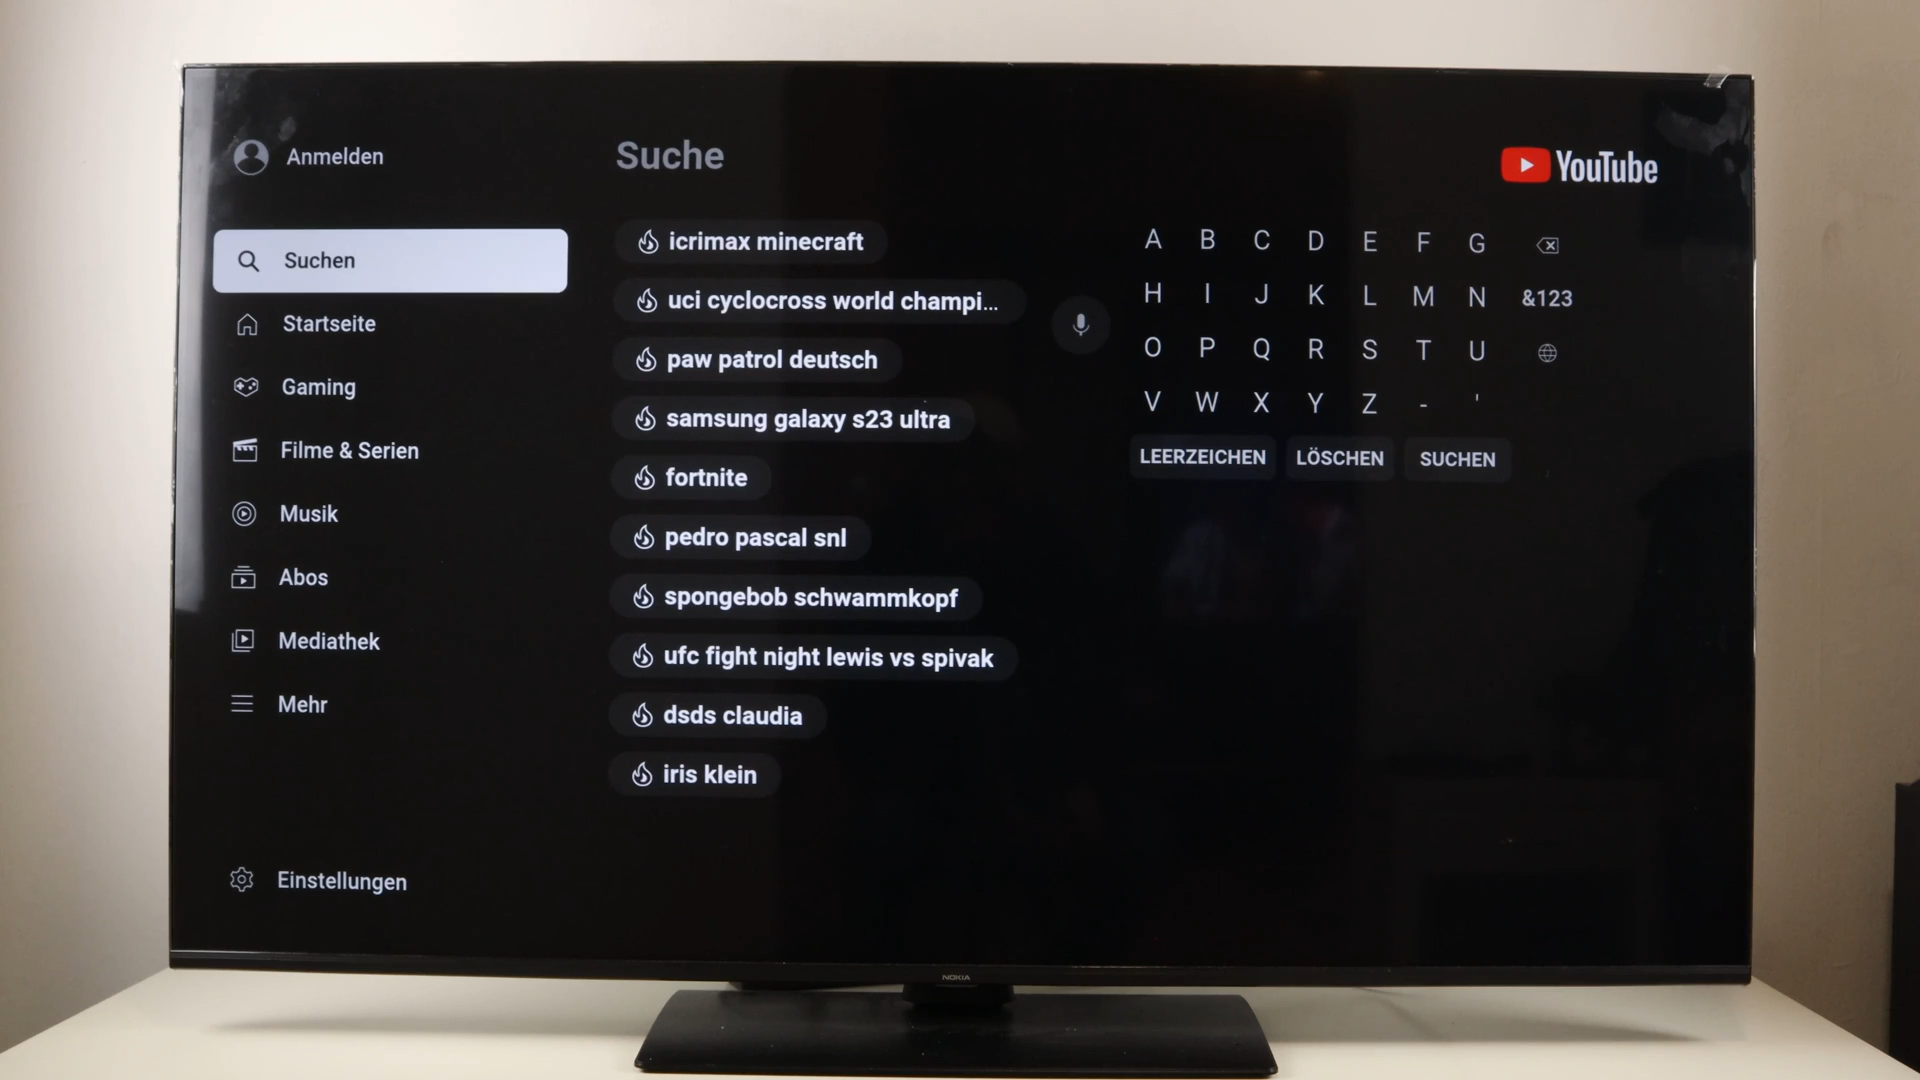 Anmelden
Suchen
Startseite
Gaming
Filme & Serien
Musik
Abos
Mediathek
Mehr
Einstellungen
Suche
icrimax minecraft
uci cyclocross world champi...
paw patrol deutsch
samsung galaxy s23 ultra
fortnite
pedro pascal snl
spongebob schwammkopf
ufc fight night lewis vs spivak
dsds claudia
iris klein
YouTube
A B C D E F G
H I J K L M N &123
O P Q R S T U
V W X Y Z - '
LEERZEICHEN LÖSCHEN SUCHEN
NOKIA